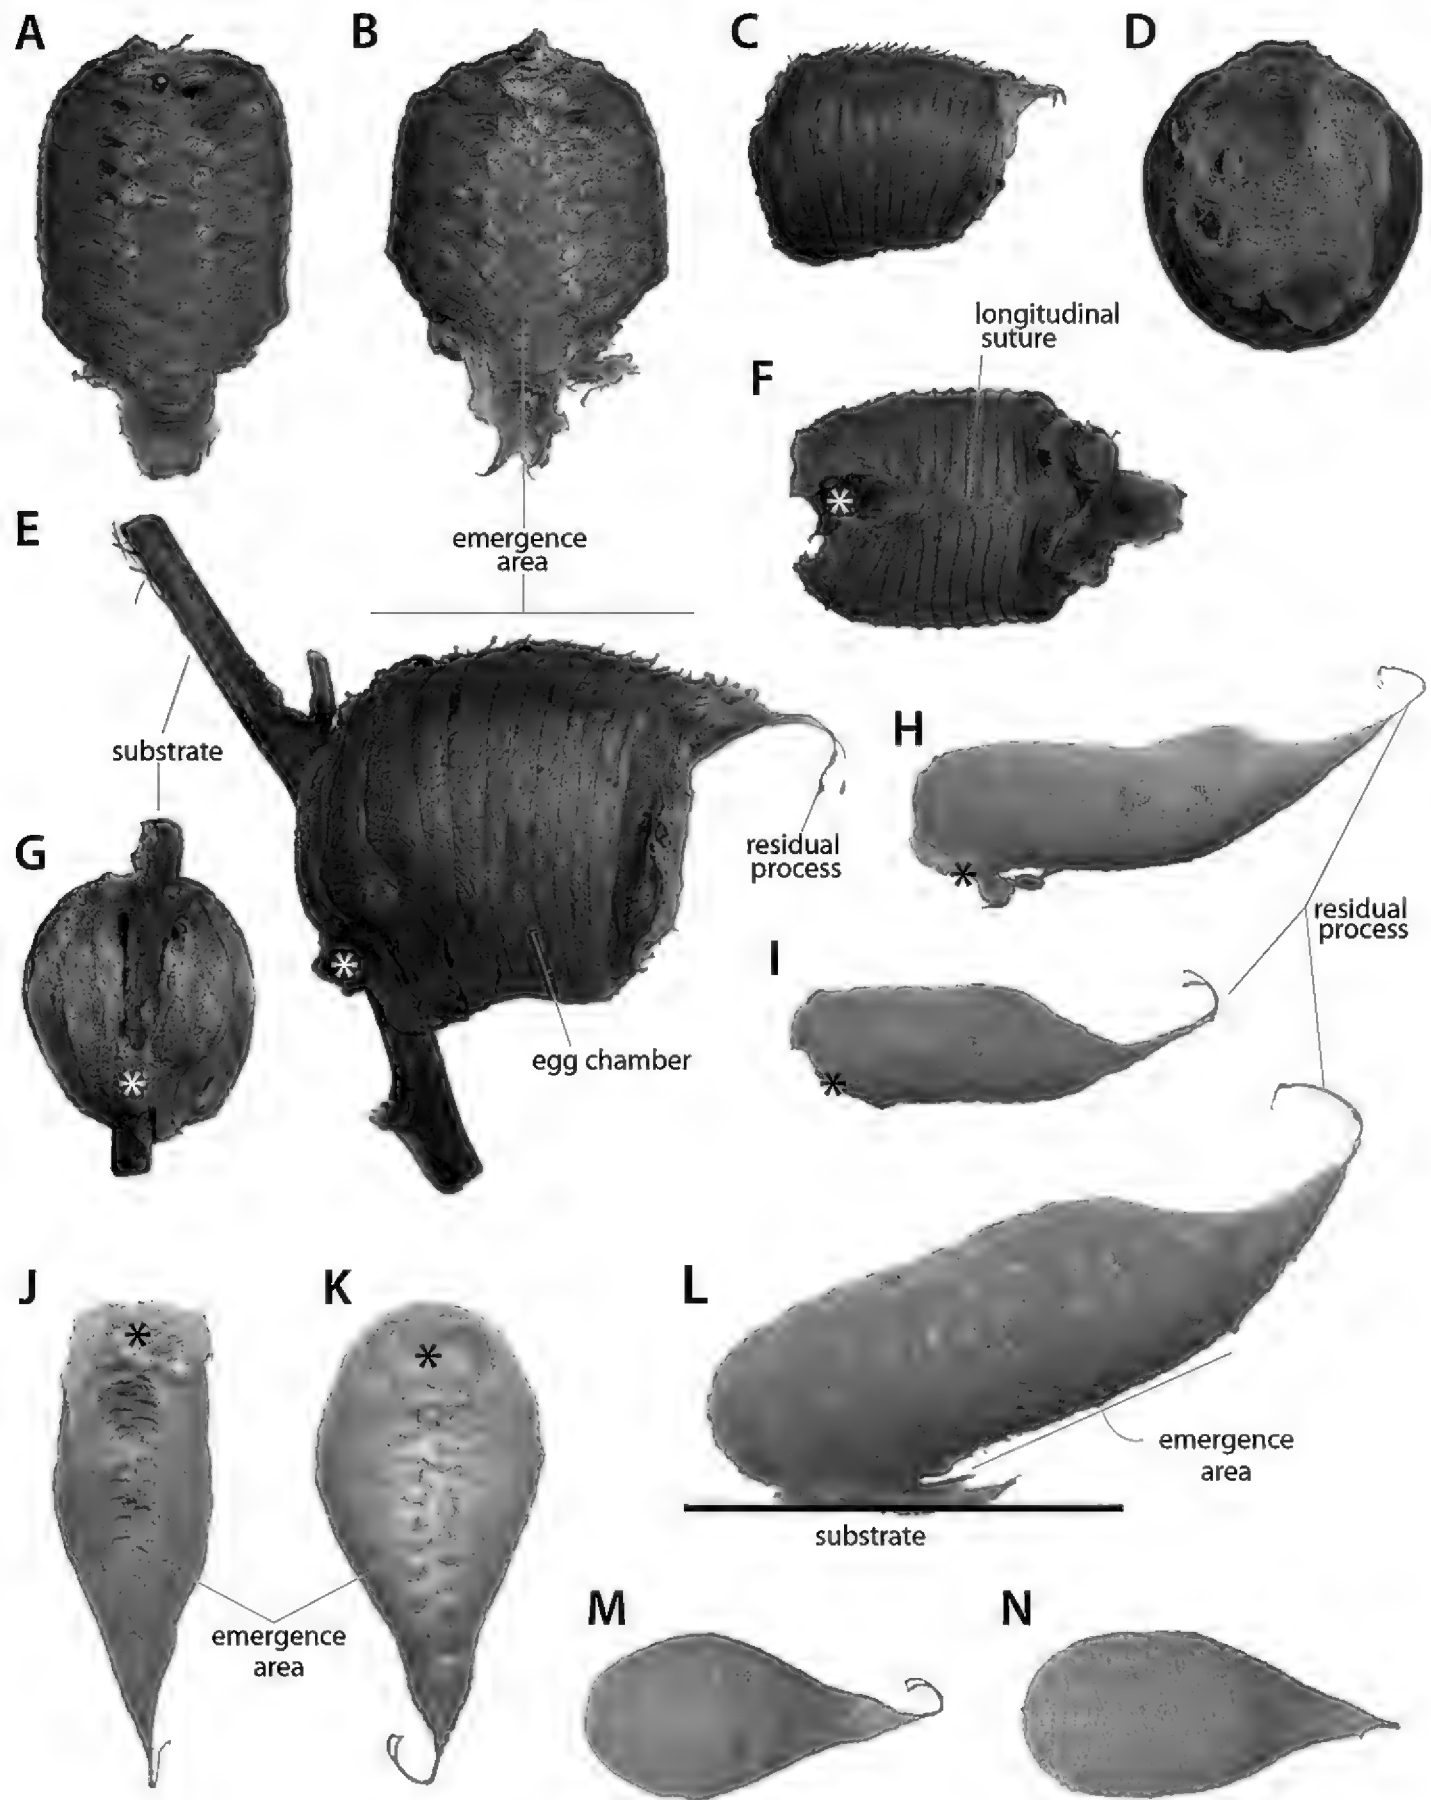 A
B
C
D
longitudinal
suture
F
*
E
emergence
area
substrate
H
residual
process
G
*
*
*
residual
process
I
*
egg chamber
*
J
K
L
*
*
emergence
area
substrate
emergence
area
M
N